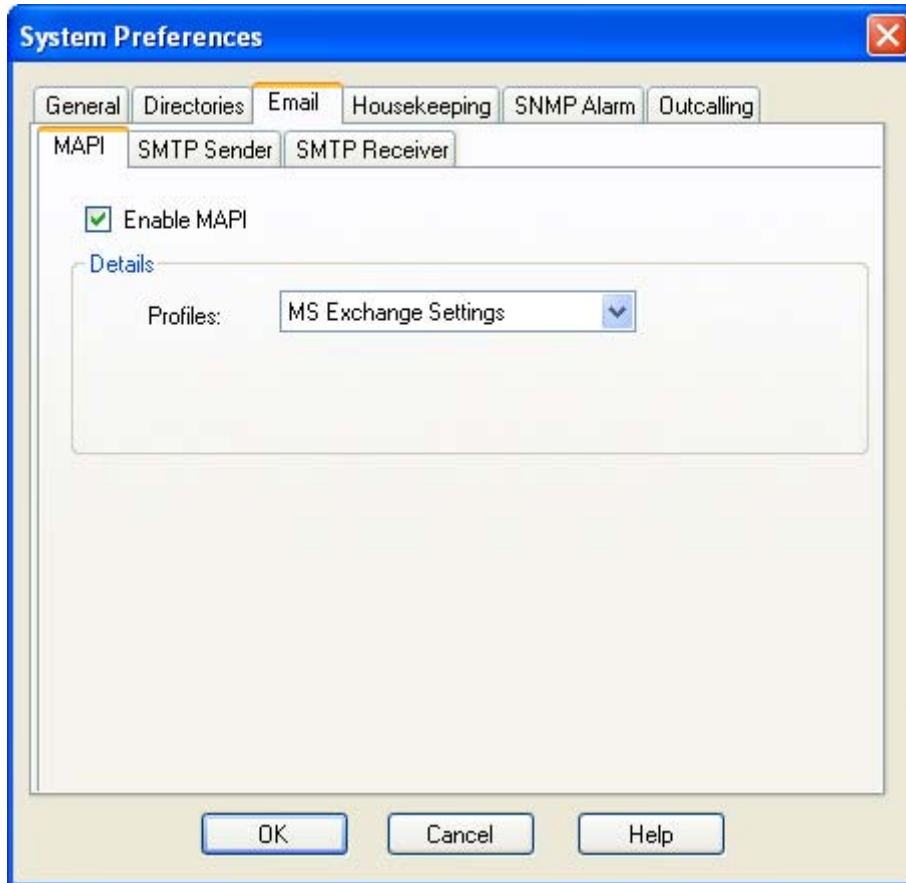 System Preferences
General Directories Email Housekeeping SNMP Alarm Outcalling
MAPI SMTP Sender SMTP Receiver
Enable MAPI
Details
Profiles: MS Exchange Settings
OK Cancel Help